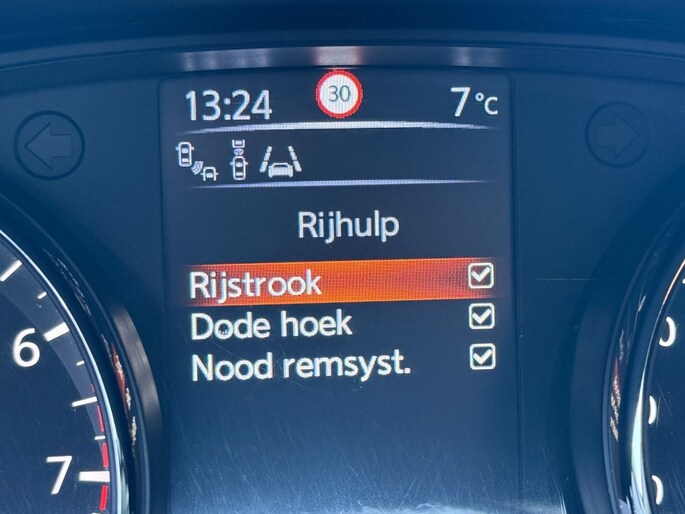 13:24 30 7 °C
Rijhulp
Rijstrook
Dode hoek
Nood remsyst.
6
7